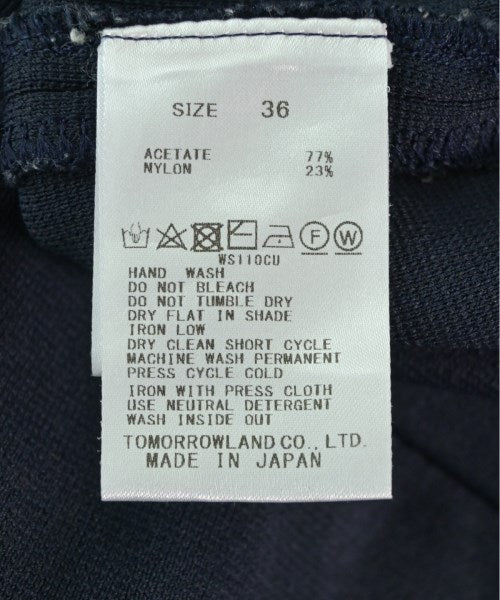 SIZE 36
ACETATE 77%
NYLON 23%
F W
WS110CU
HAND WASH
DO NOT BLEACH
DO NOT TUMBLE DRY
DRY FLAT IN SHADE
IRON LOW
DRY CLEAN SHORT CYCLE
MACHINE WASH PERMANENT
PRESS CYCLE COLD
IRON WITH PRESS CLOTH
USE NEUTRAL DETERGENT
WASH INSIDE OUT
TOMORROWLAND CO., LTD.
MADE IN JAPAN